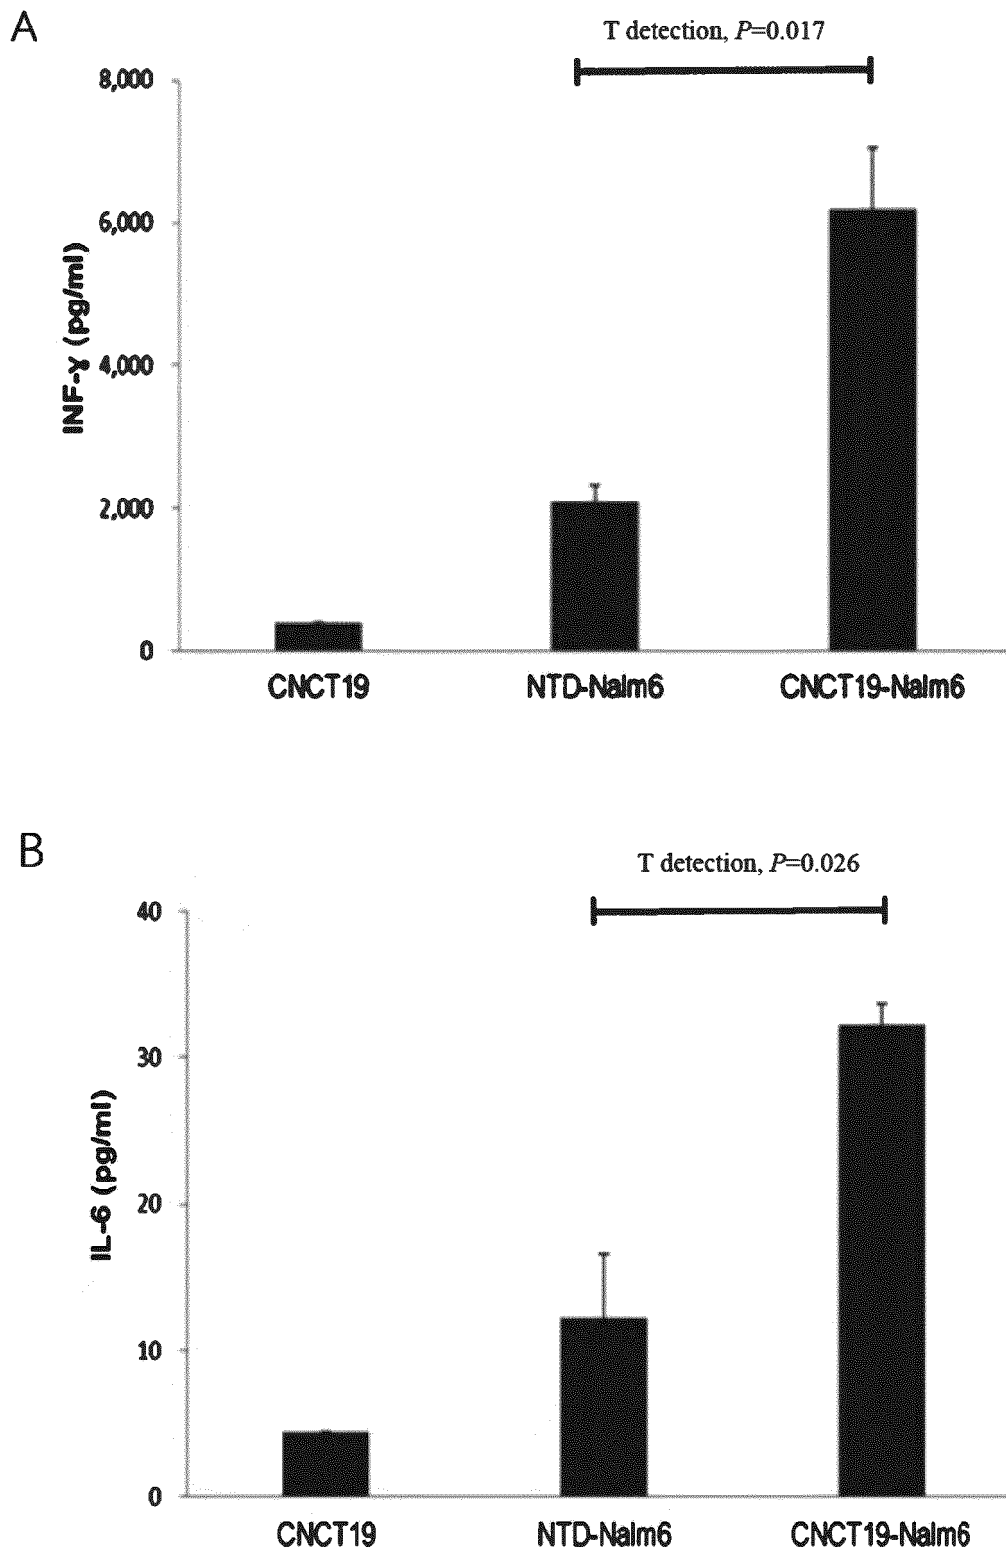 A
T detection, P=0.017
8,000
6,000
4,000
2,000
0
INF-γ (pg/ml)
CNCT19
NTD-Nalm6
CNCT19-Nalm6
B
T detection, P=0.026
40
30
20
10
0
IL-6 (pg/ml)
CNCT19
NTD-Nalm6
CNCT19-Nalm6